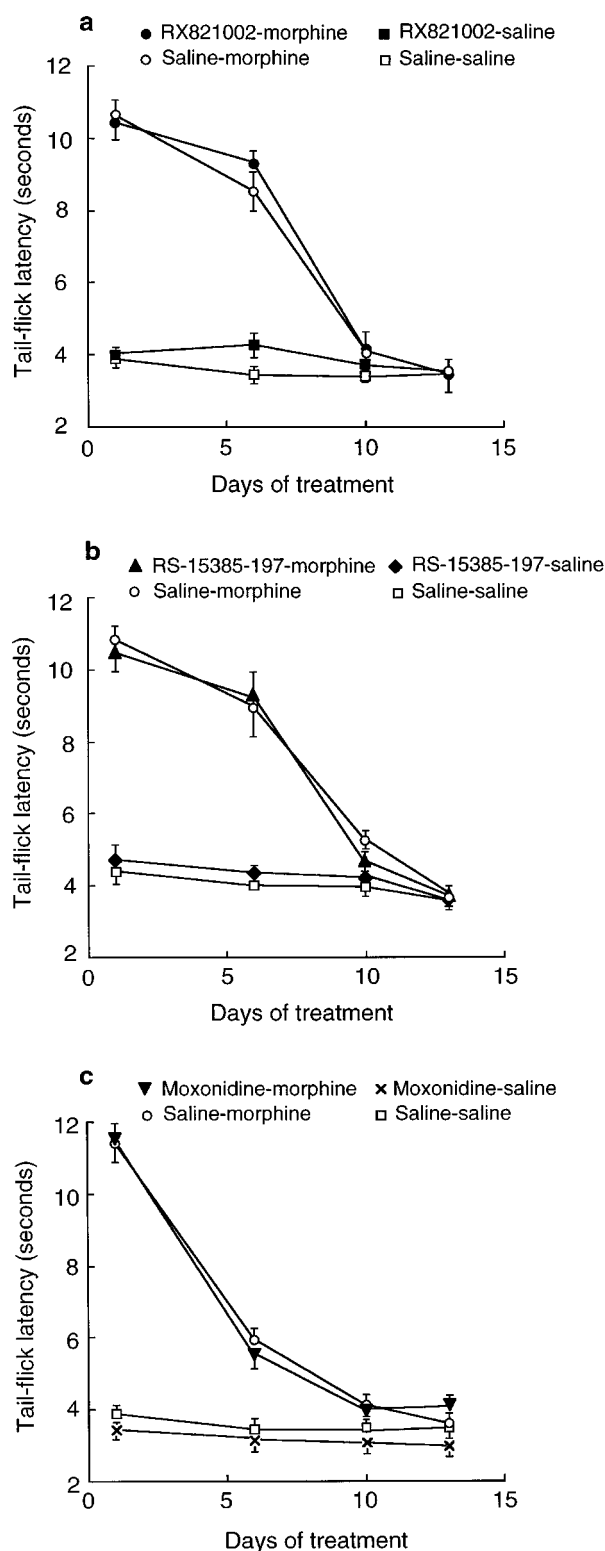 a
RX821002-morphine RX821002-saline
Saline-morphine Saline-saline
12
10
8
6
4
2
0 5 10 15
Tail-flick latency (seconds)
Days of treatment
b
RS-15385-197-morphine RS-15385-197-saline
Saline-morphine Saline-saline
12
10
8
6
4
2
0 5 10 15
Tail-flick latency (seconds)
Days of treatment
c
Moxonidine-morphine Moxonidine-saline
Saline-morphine Saline-saline
12
10
8
6
4
2
0 5 10 15
Tail-flick latency (seconds)
Days of treatment